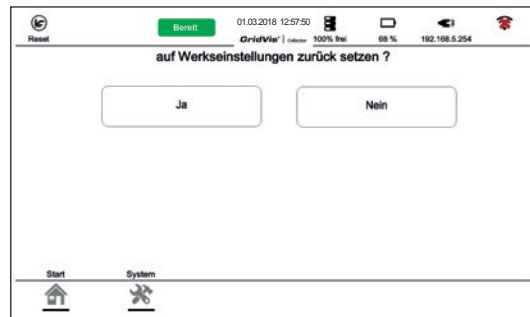 Bereit
01.03.2018 12:57:50
Reset
GridVis® | Collector
100% frei
68 %
192.168.5.254
auf Werkseinstellungen zurück setzen ?
Ja
Nein
Start
System